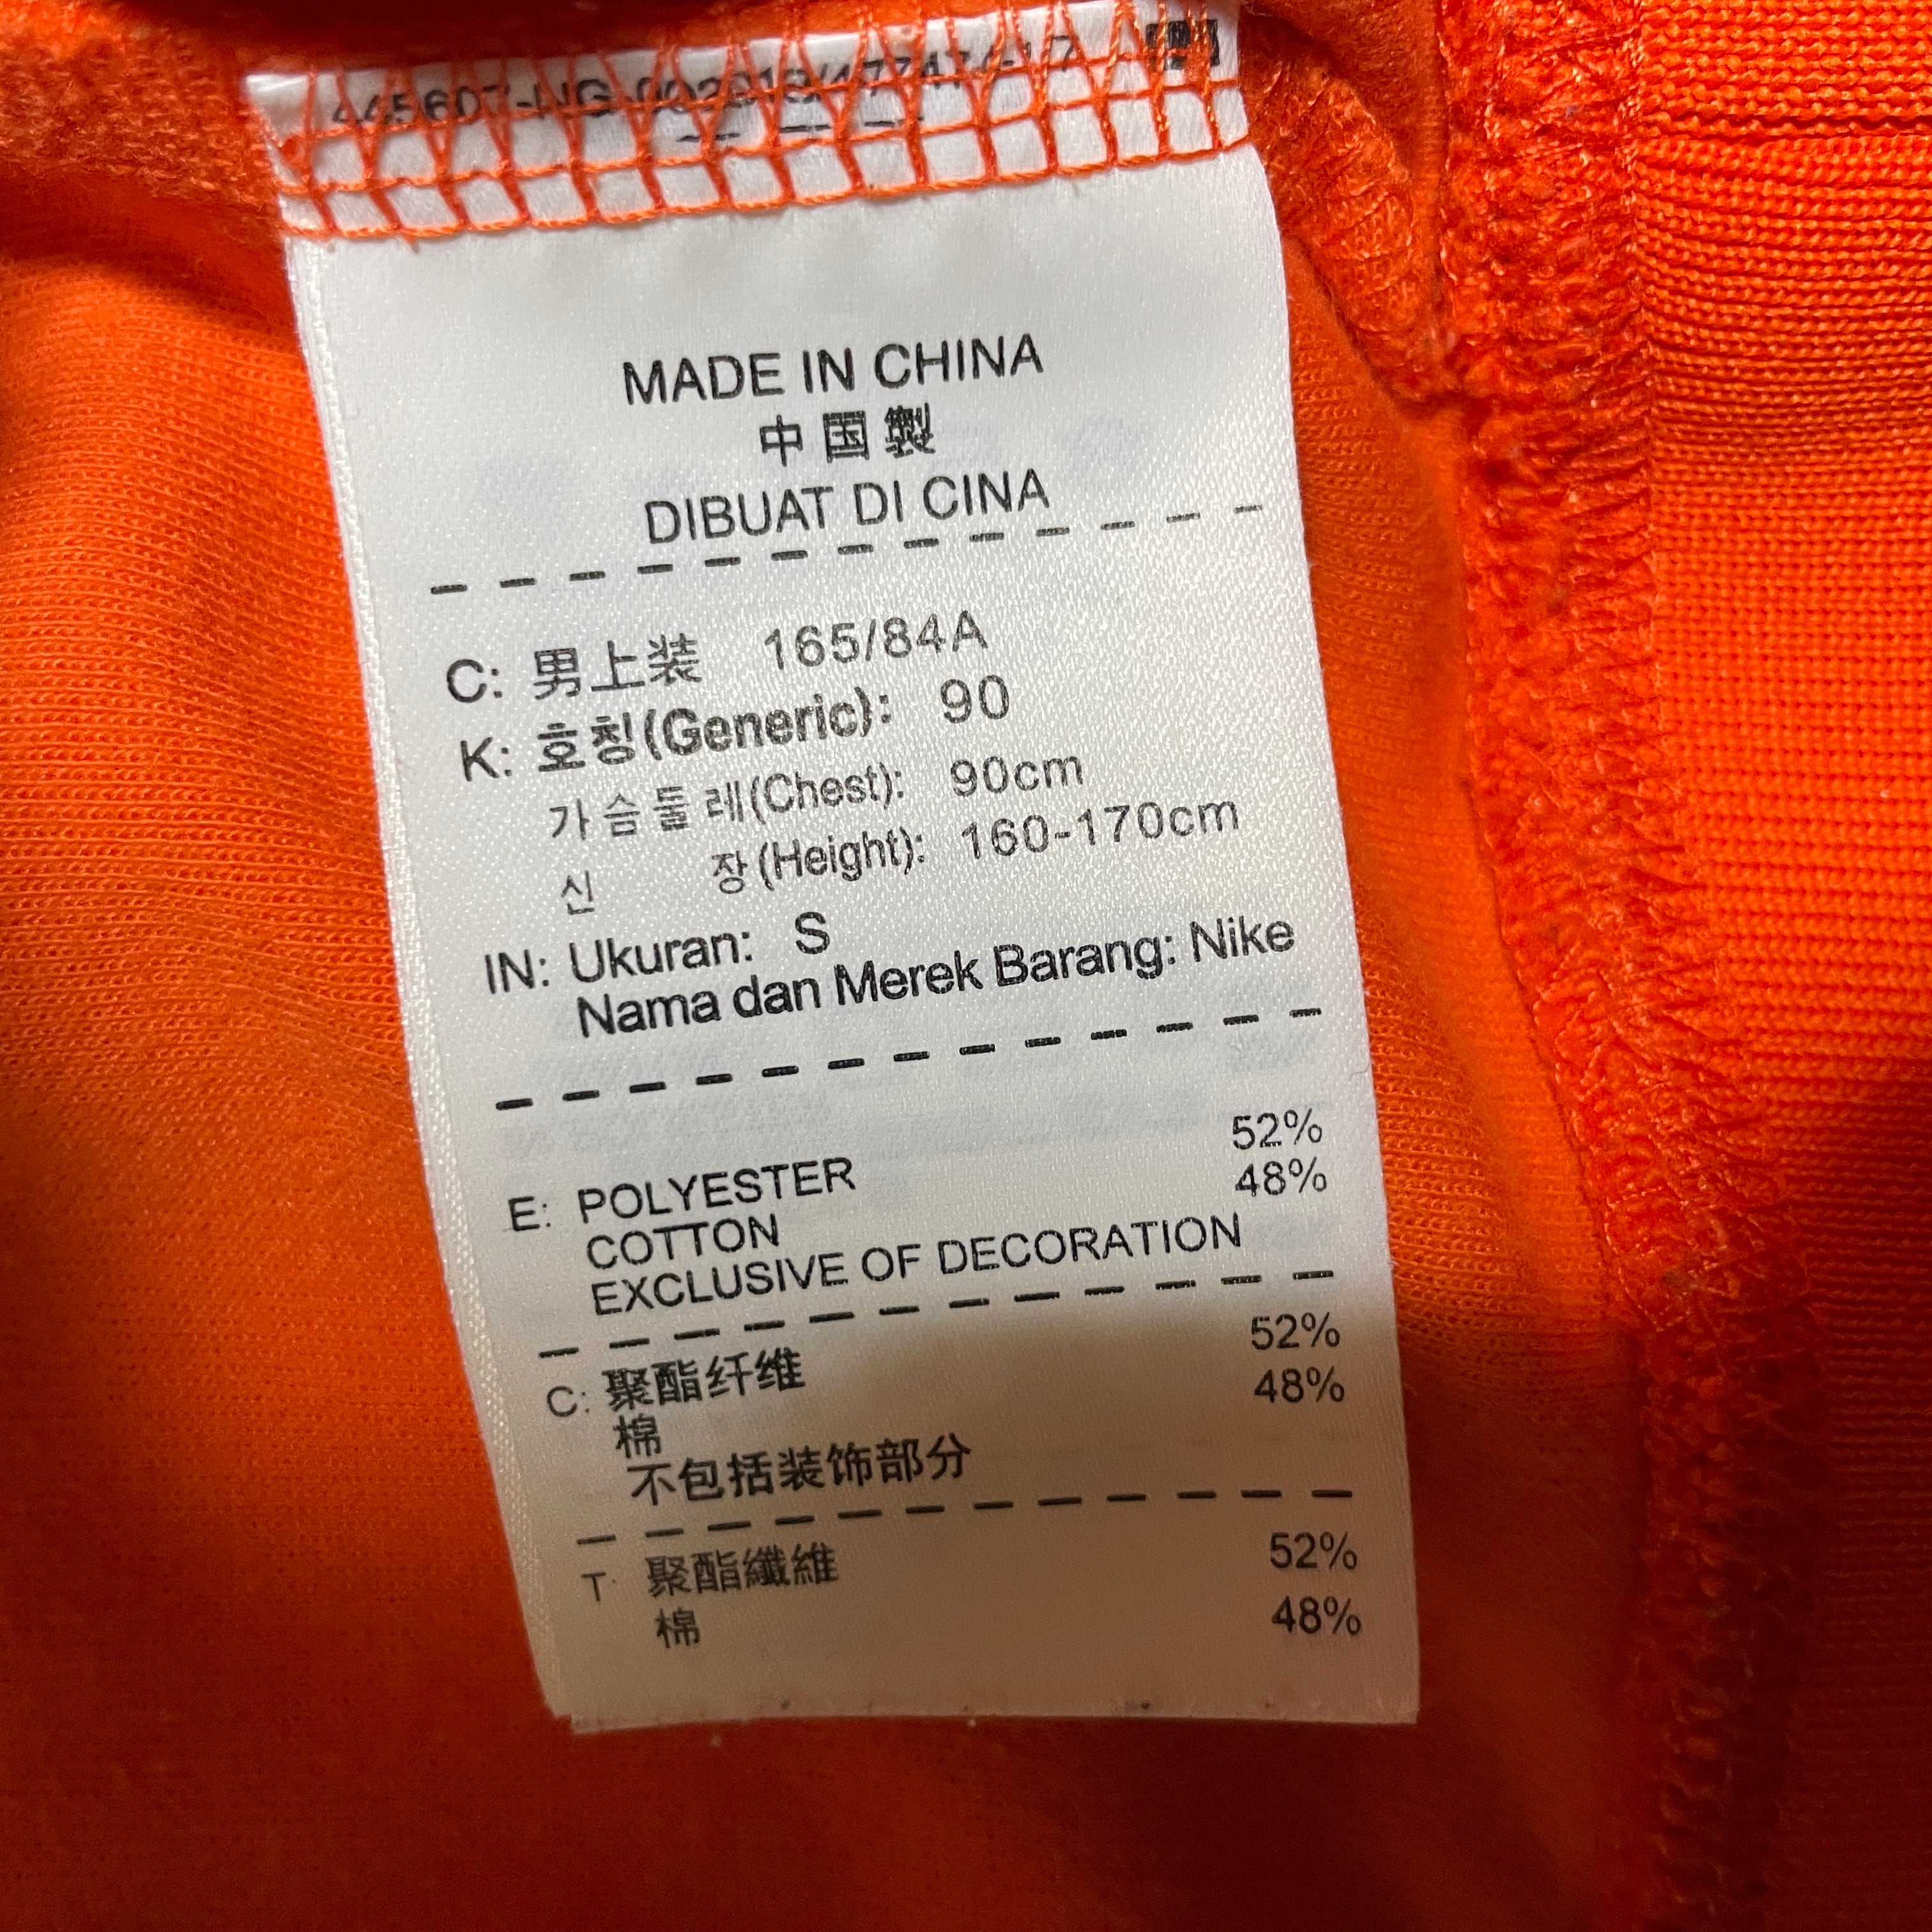 MADE IN CHINA
中国製
DIBUAT DI CINA
C: 男上装 165/84A
K: 호칭(Generic): 90
가슴둘레(Chest): 90cm
신 장(Height): 160-170cm
IN: Ukuran: S
Nama dan Merek Barang: Nike
E: POLYESTER 52%
COTTON 48%
EXCLUSIVE OF DECORATION
C: 聚酯纤维 52%
棉 48%
不包括装饰部分
T: 聚酯纖維 52%
棉 48%